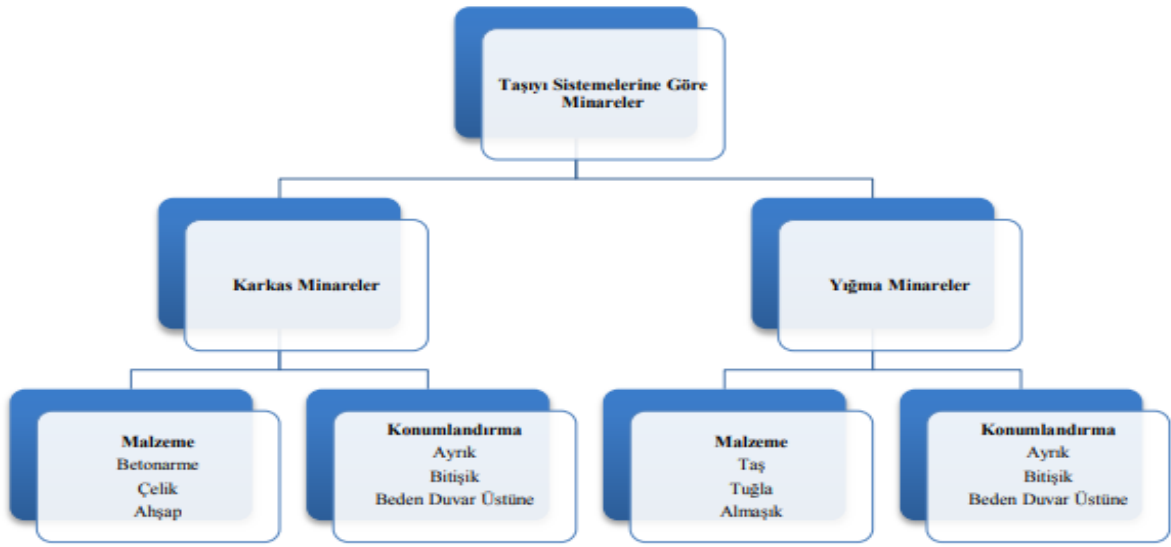 Taşıyı Sistemelerine Göre
Minareler
Karkas Minareler
Yığma Minareler
Malzeme
Betonarme
Çelik
Ahşap
Konumlandırma
Ayrık
Bitişik
Beden Duvar Üstüne
Malzeme
Taş
Tuğla
Almaşık
Konumlandırma
Ayrık
Bitişik
Beden Duvar Üstüne